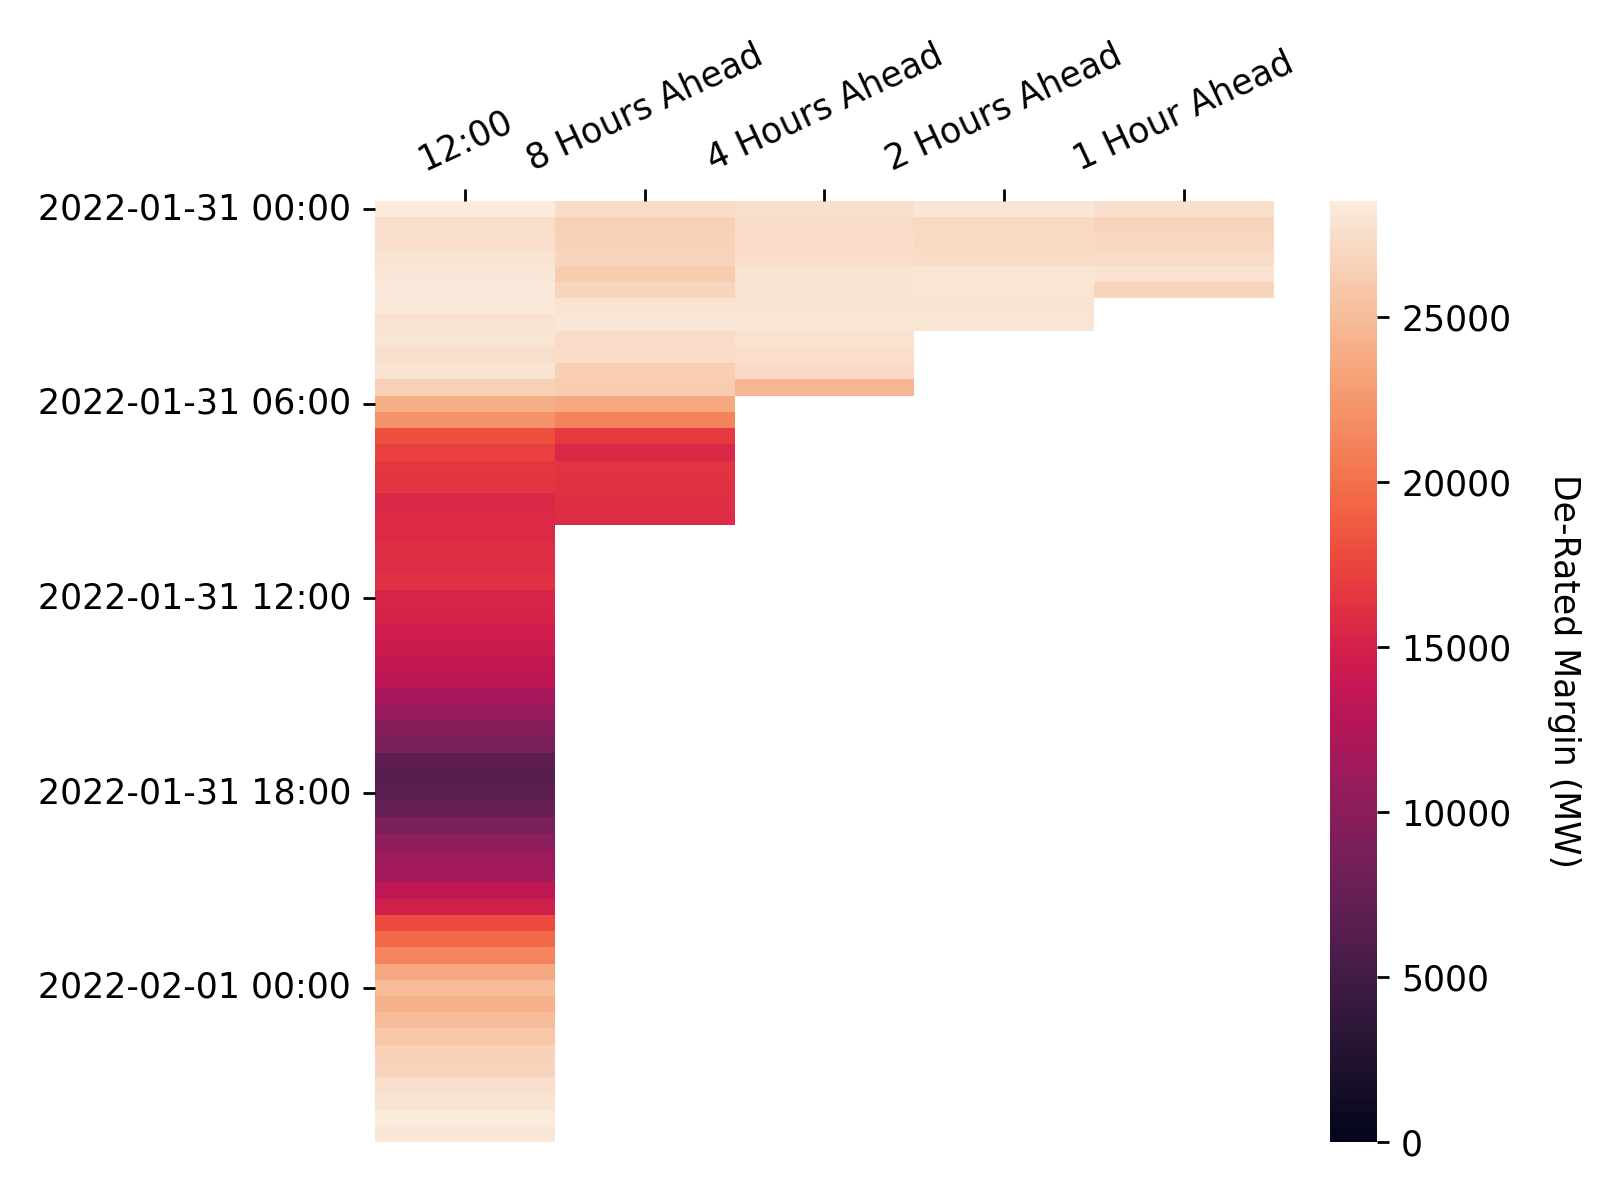 12:00
8 Hours Ahead
4 Hours Ahead
2 Hours Ahead
1 Hour Ahead
2022-01-31 00:00
2022-01-31 06:00
2022-01-31 12:00
2022-01-31 18:00
2022-02-01 00:00
25000
20000
15000
10000
5000
0
De-Rated Margin (MW)